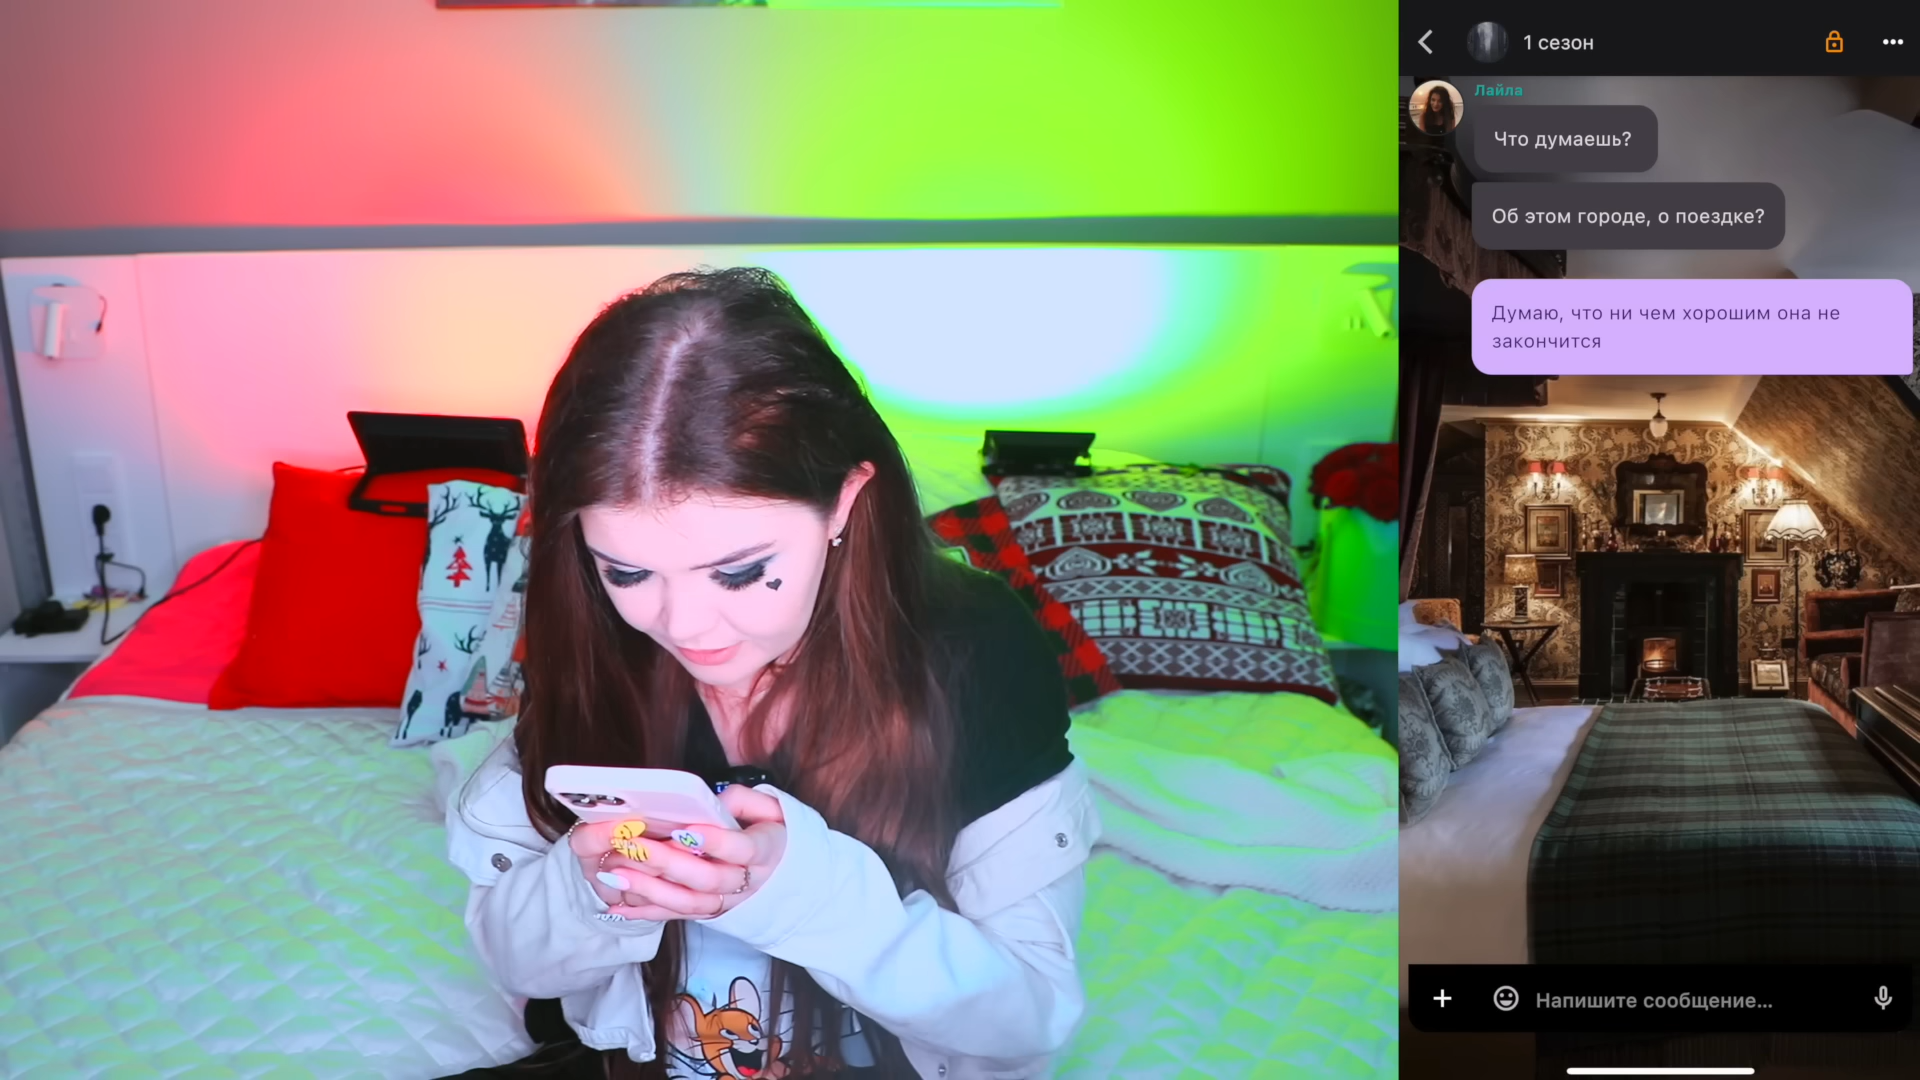 1 сезон
Лайла
Что думаешь?
Об этом городе, о поездке?
Думаю, что ни чем хорошим она не
закончится
Напишите сообщение...